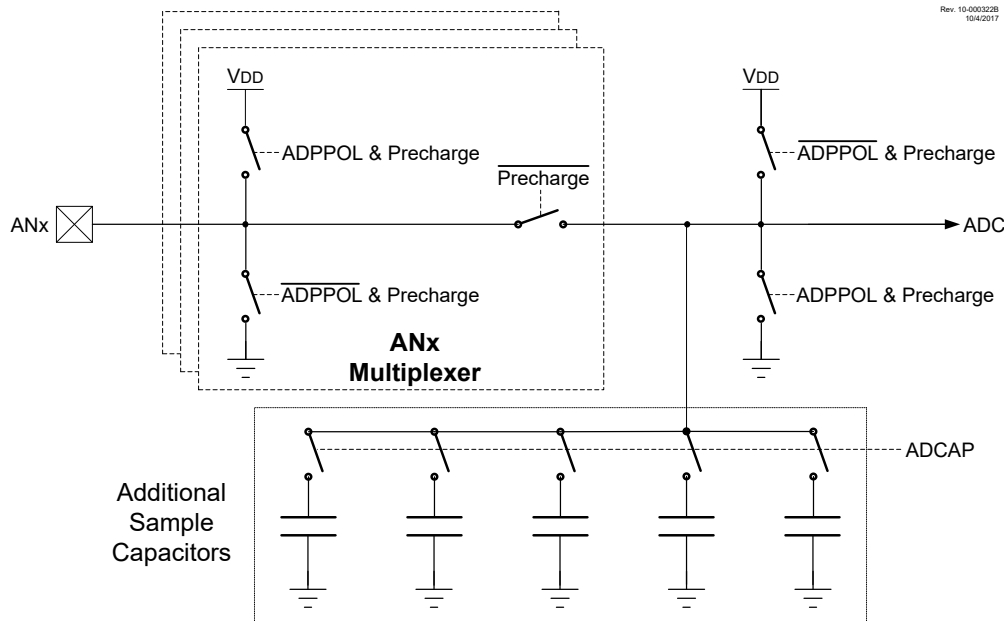 Rev. 10-000322B
10/4/2017
VDD
VDD
ADPPOL & Precharge
ADPPOL & Precharge
Precharge
ANx
ADC
ADPPOL & Precharge
ADPPOL & Precharge
ANx
Multiplexer
ADCAP
Additional
Sample
Capacitors